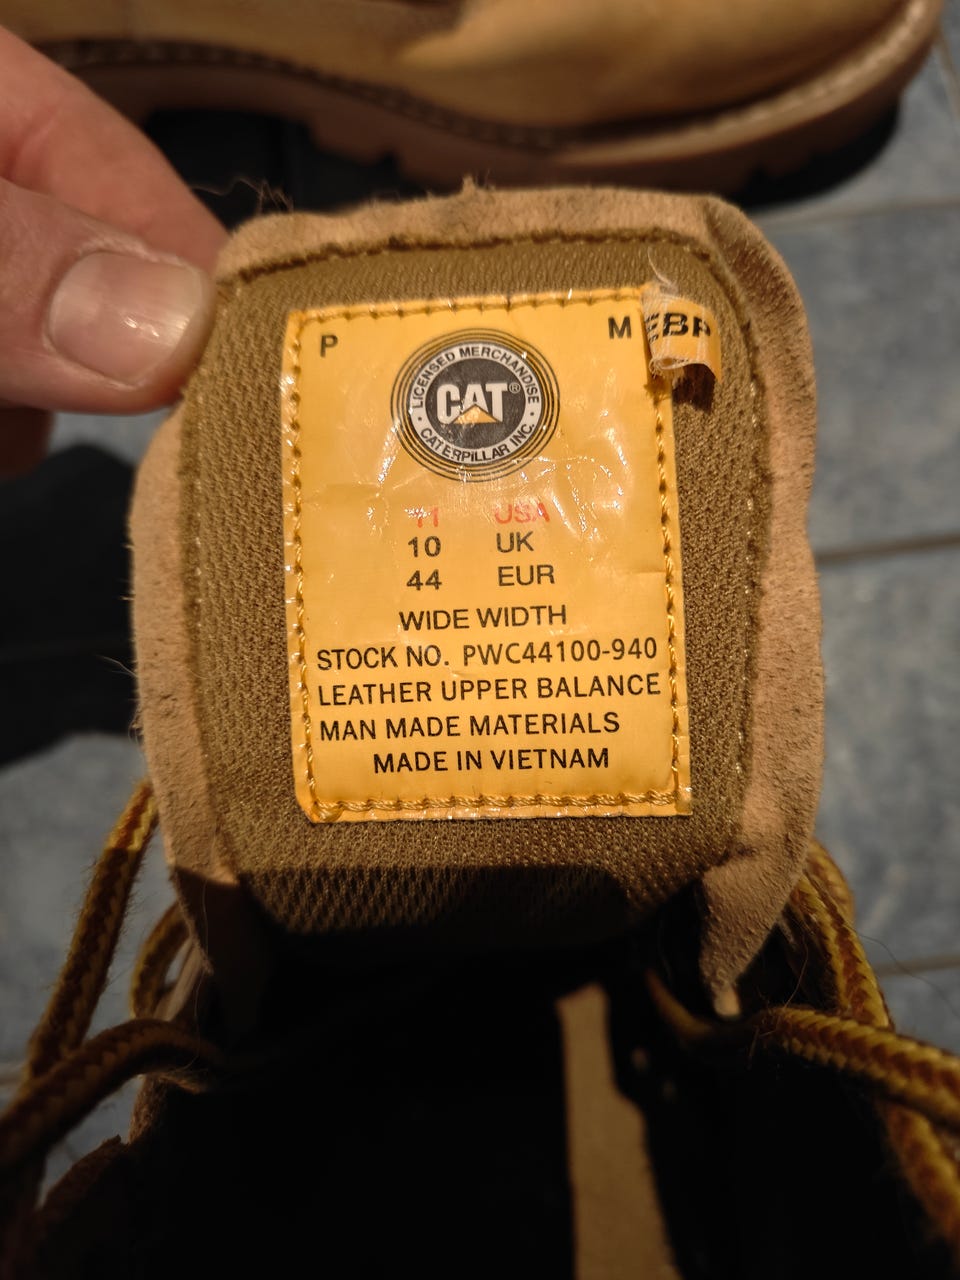 P M EBP
LICENSED MERCHANDISE
CAT®
CATERPILLAR INC.
11 USA
10 UK
44 EUR
WIDE WIDTH
STOCK NO. PWC44100-940
LEATHER UPPER BALANCE
MAN MADE MATERIALS
MADE IN VIETNAM